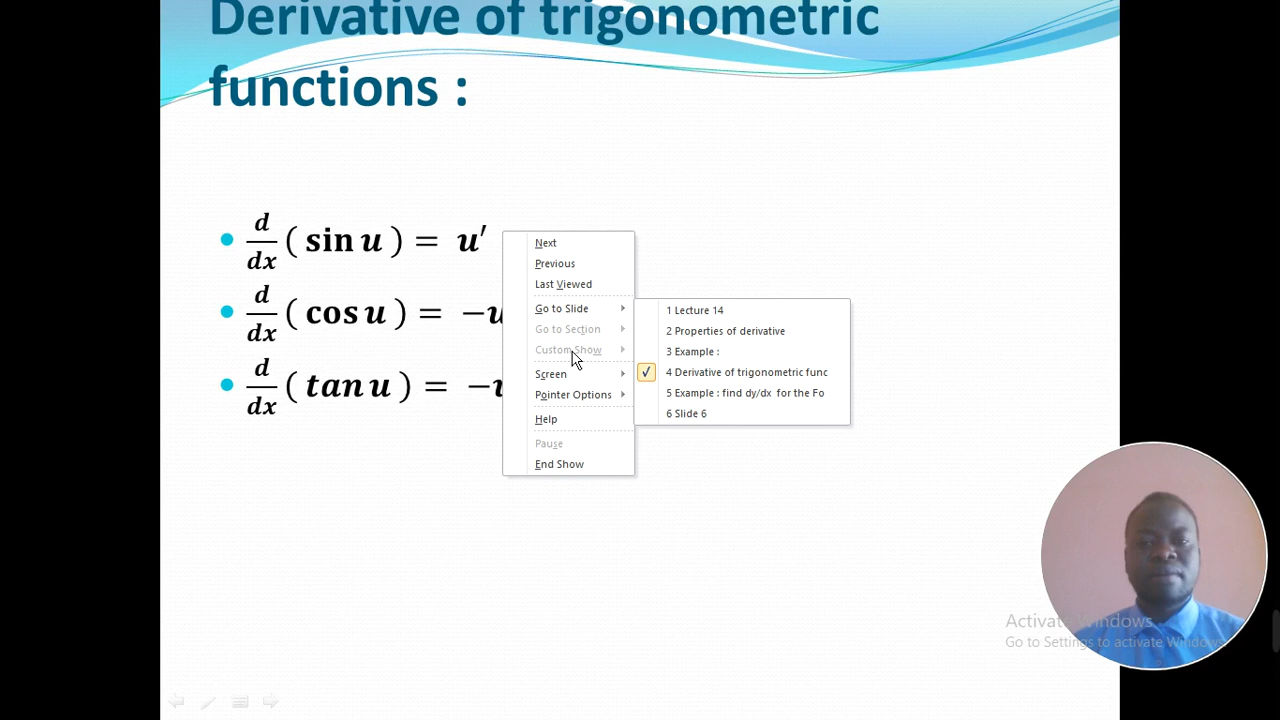 Derivative of trigonometric
functions :
d/dx ( sin u ) = u′
d/dx ( cos u ) = −u
d/dx ( tan u ) = −
Next
Previous
Last Viewed
Go to Slide
Go to Section
Custom Show
Screen
Pointer Options
Help
Pause
End Show
1 Lecture 14
2 Properties of derivative
3 Example :
✓ 4 Derivative of trigonometric func
5 Example : find dy/dx for the Fo
6 Slide 6
Activate Windows
Go to Settings to activate Windows.